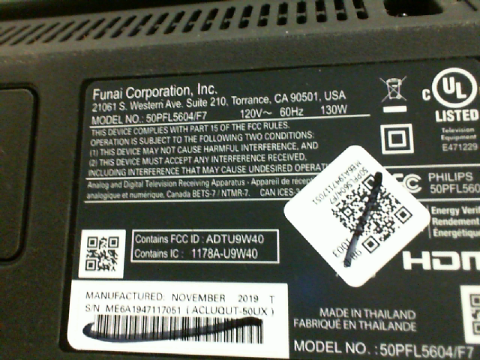 Funai Corporation, Inc.
21061 S. Western Ave. Suite 210, Torrance, CA 90501, USA
MODEL NO.: 50PFL5604/F7 120V~ 60Hz 130W
THIS DEVICE COMPLIES WITH PART 15 OF THE FCC RULES.
OPERATION IS SUBJECT TO THE FOLLOWING TWO CONDITIONS:
(1) THIS DEVICE MAY NOT CAUSE HARMFUL INTERFERENCE, AND
(2) THIS DEVICE MUST ACCEPT ANY INTERFERENCE RECEIVED,
INCLUDING INTERFERENCE THAT MAY CAUSE UNDESIRED OPERATI
Analog and Digital Television Receiving Apparatus - Appareil de récep
analogique et numérique, Canada BETS-7 / NTMR-7. CAN ICES-3
C UL
LISTED
Television
Equipment
E471229
FC PHILIPS
50PFL560
Energy Verif
Rendement
Énergétique
HDMI
Contains FCC ID : ADTU9W40
Contains IC : 1178A-U9W40
MANUFACTURED: NOVEMBER 2019 T
S/N: ME6A1947117051 ( ACLUQUT-50UX )
MADE IN THAILAND
FABRIQUÉ EN THAÏLANDE
MODEL NO. : 50PFL5604/F7